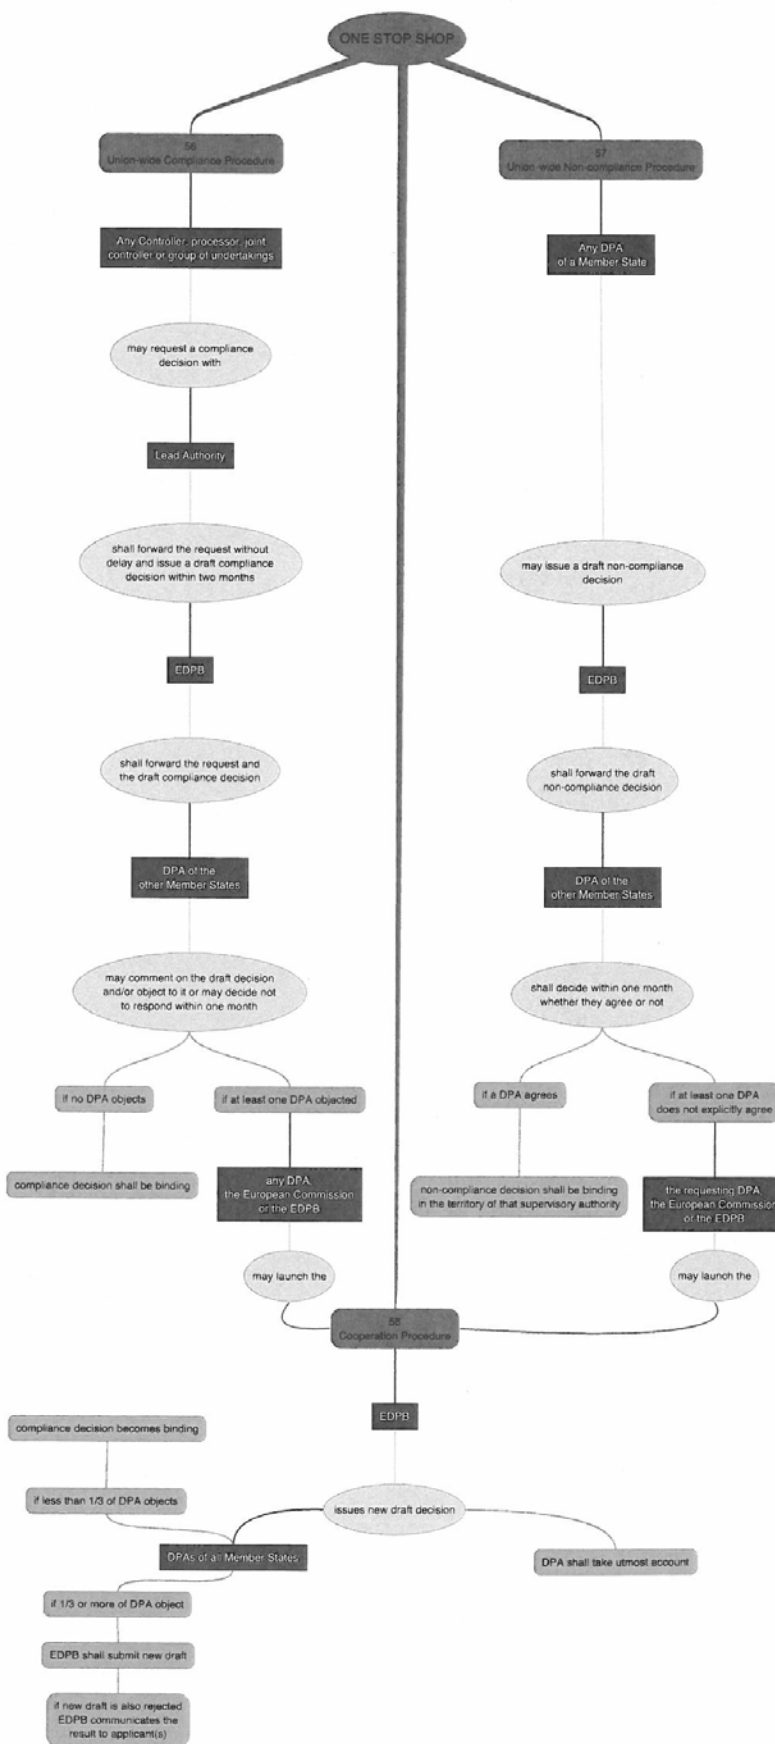 ONE STOP SHOP
56
Union-wide Compliance Procedure
Any Controller, processor, joint
controller or group of undertakings
may request a compliance
decision with
Lead Authority
shall forward the request without
delay and issue a draft compliance
decision within two months
EDPB
shall forward the request and
the draft compliance decision
DPA of the
other Member States
may comment on the draft decision
and/or object to it or may decide not
to respond within one month
if no DPA objects
compliance decision shall be binding
if at least one DPA objected
any DPA,
the European Commission
or the EDPB
may launch the
57
Union-wide Non-compliance Procedure
Any DPA
of a Member State
may issue a draft non-compliance
decision
EDPB
shall forward the draft
non-compliance decision
DPA of the
other Member States
shall decide within one month
whether they agree or not
if a DPA agrees
non-compliance decision shall be binding
in the territory of that supervisory authority
if at least one DPA
does not explicitly agree
the requesting DPA,
the European Commission
or the EDPB
may launch the
58
Cooperation Procedure
EDPB
issues new draft decision
compliance decision becomes binding
if less than 1/3 of DPA objects
DPAs of all Member States
if 1/3 or more of DPA object
EDPB shall submit new draft
if new draft is also rejected
EDPB communicates the
result to applicant(s)
DPA shall take utmost account